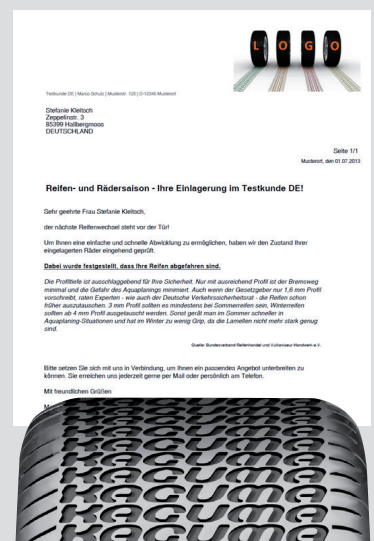 LOGO
Testkunde DE | Marco Schulz | Musterstr. 120 | D-12345 Musterort
Stefanie Kleitsch
Zeppelinstr. 3
85399 Hallbergmoos
DEUTSCHLAND
Seite 1/1
Musterort, den 01.07.2013
Reifen- und Rädersaison - Ihre Einlagerung im Testkunde DE!
Sehr geehrte Frau Stefanie Kleitsch,
der nächste Reifenwechsel steht vor der Tür!
Um Ihnen eine einfache und schnelle Abwicklung zu ermöglichen, haben wir den Zustand Ihrer
eingelagerten Räder eingehend geprüft.
Dabei wurde festgestellt, dass Ihre Reifen abgefahren sind.
Die Profiltiefe ist ausschlaggebend für Ihre Sicherheit. Nur mit ausreichend Profil ist der Bremsweg
minimal und die Gefahr des Aquaplanings minimiert. Auch wenn der Gesetzgeber nur 1,6 mm Profil
vorschreibt, raten Experten - wie auch der Deutsche Verkehrssicherheitsrat - die Reifen schon
früher auszutauschen. 3 mm Profil sollten es mindestens bei Sommerreifen sein, Winterreifen
sollten ab 4 mm Profil ausgetauscht werden. Sonst gerät man im Sommer schneller in
Aquaplaning-Situationen und hat im Winter zu wenig Grip, da die Lamellen nicht mehr stark genug
sind.
Quelle: Bundesverband Reifenhandel und Vulkaniseur-Handwerk e.V.
Bitte setzen Sie sich mit uns in Verbindung, um Ihnen ein passendes Angebot unterbreiten zu
können. Sie erreichen uns jederzeit gerne per Mail oder persönlich am Telefon.
Mit freundlichen Grüßen